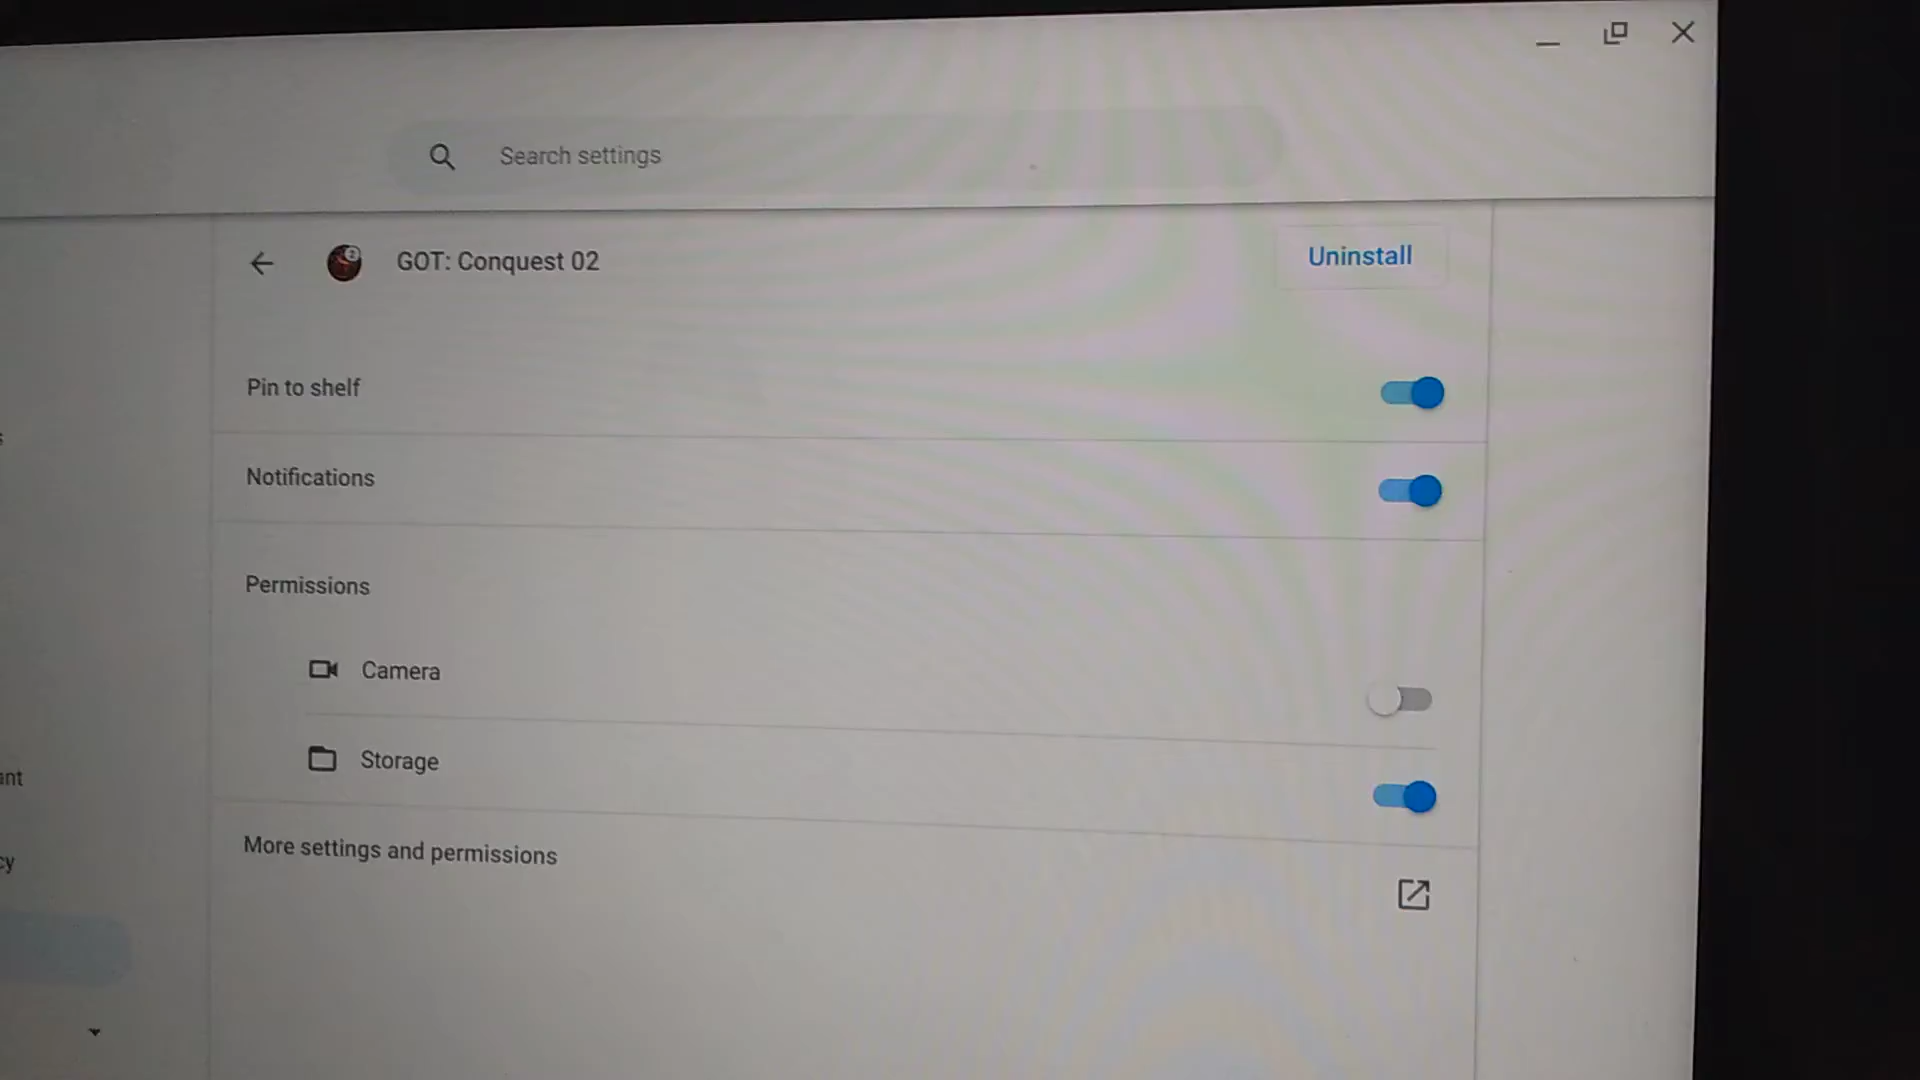 Search settings
GOT: Conquest 02
Uninstall
Pin to shelf
Notifications
Permissions
Camera
Storage
More settings and permissions